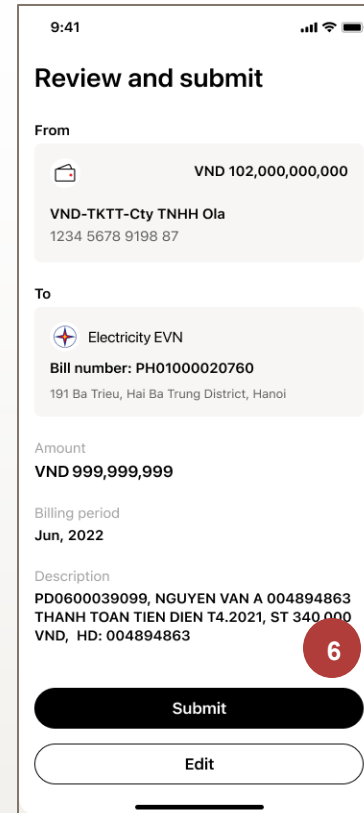 9:41
Review and submit
From
VND 102,000,000,000
VND-TKTT-Cty TNHH Ola
1234 5678 9198 87
To
Electricity EVN
Bill number: PH01000020760
191 Ba Trieu, Hai Ba Trung District, Hanoi
Amount
VND 999,999,999
Billing period
Jun, 2022
Description
PD0600039099, NGUYEN VAN A 004894863
THANH TOAN TIEN DIEN T4.2021, ST 340,000
VND, HD: 004894863
6
Submit
Edit